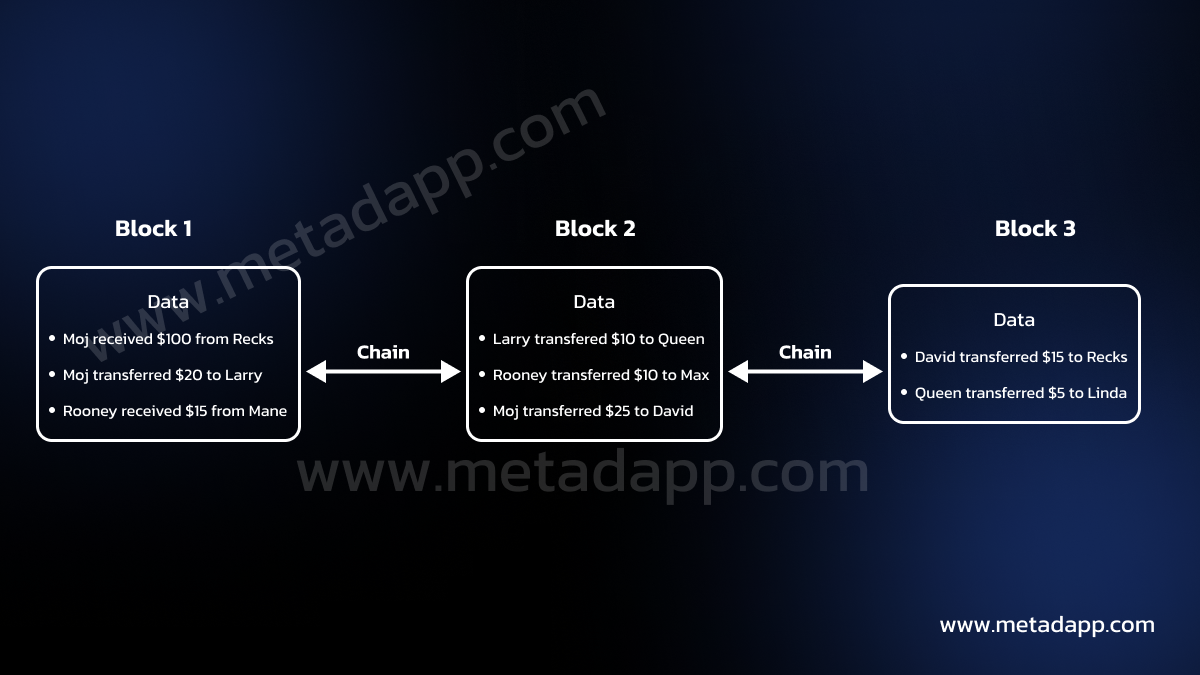 www.metadapp.com
Block 1
Block 2
Block 3
Data
• Moj received $100 from Recks
• Moj transferred $20 to Larry
• Rooney received $15 from Mane
Chain
Data
• Larry transfered $10 to Queen
• Rooney transferred $10 to Max
• Moj transferred $25 to David
Chain
Data
• David transferred $15 to Recks
• Queen transferred $5 to Linda
www.metadapp.com
www.metadapp.com